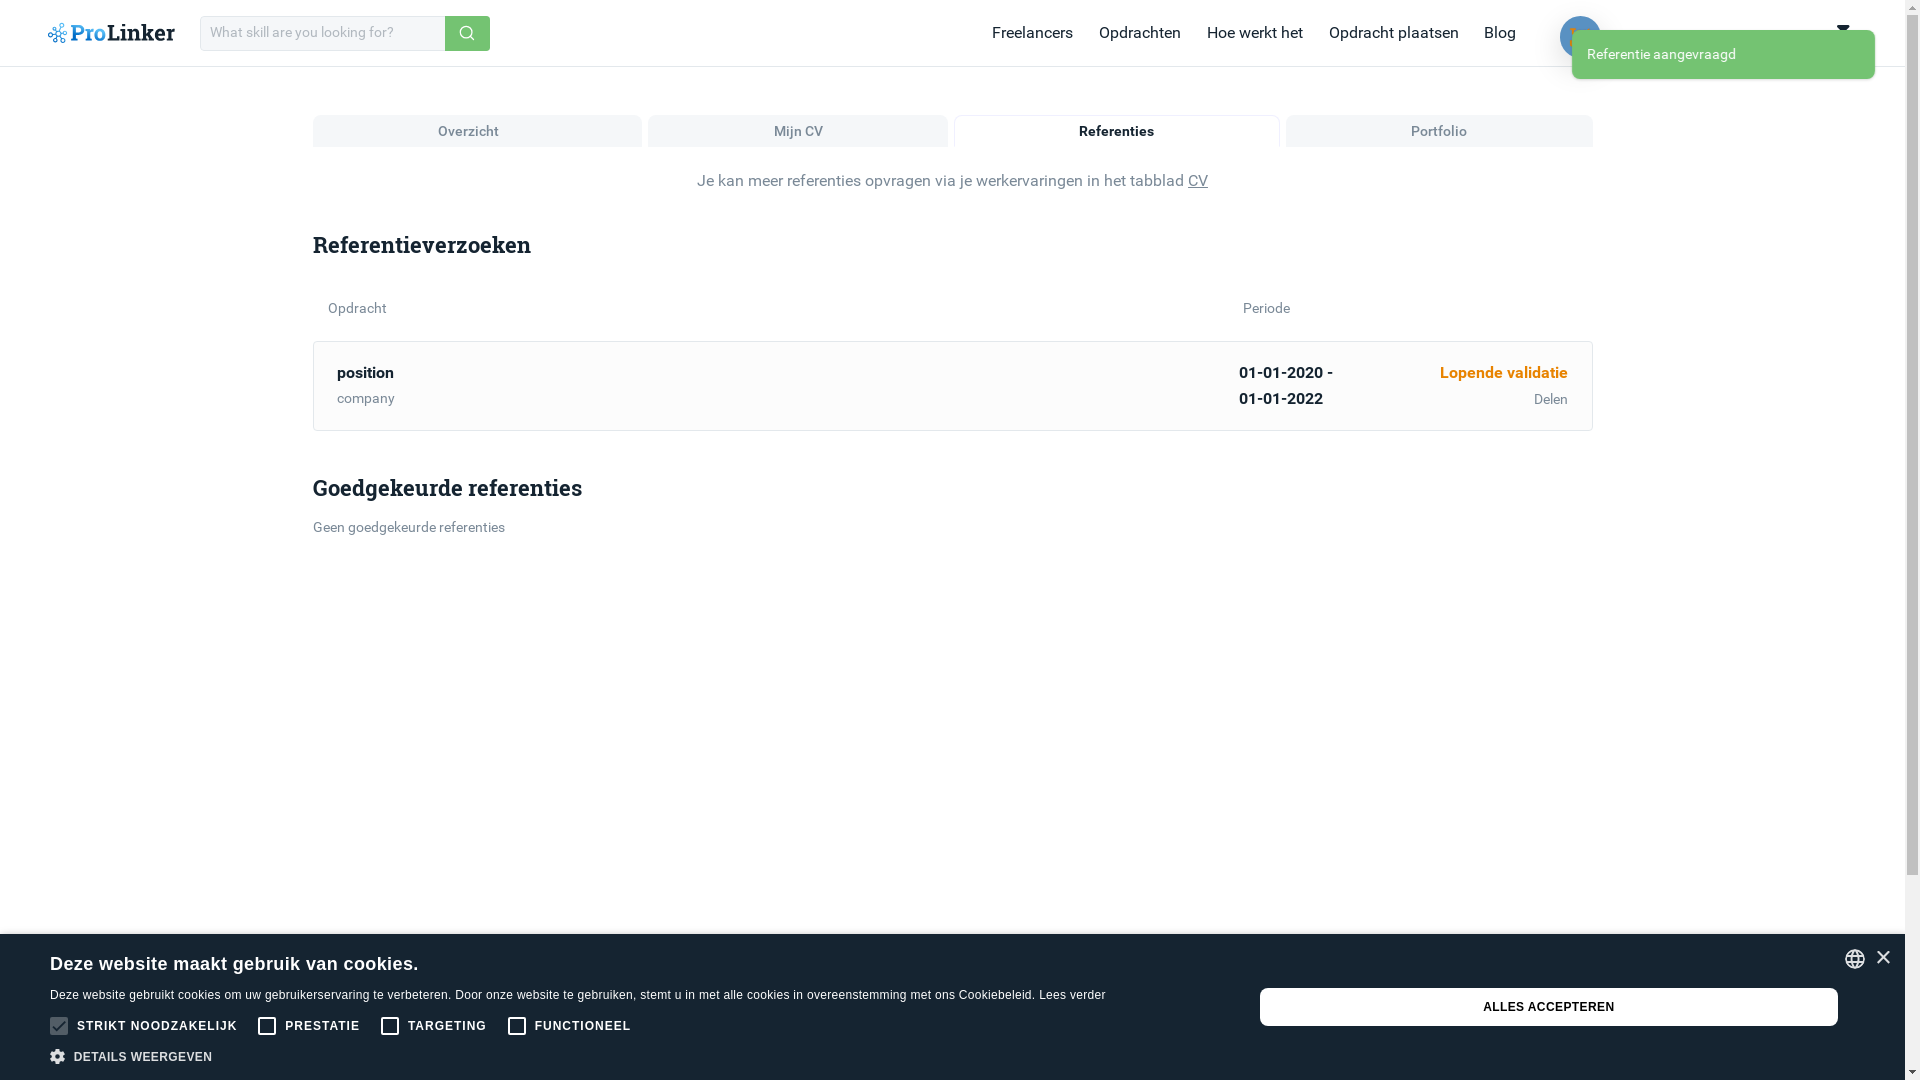 ProLinker
What skill are you looking for?
Freelancers
Opdrachten
Hoe werkt het
Opdracht plaatsen
Blog
Referentie aangevraagd
Overzicht
Mijn CV
Referenties
Portfolio
Je kan meer referenties opvragen via je werkervaringen in het tabblad CV
Referentieverzoeken
Opdracht
Periode
position
company
01-01-2020 -
01-01-2022
Lopende validatie
Delen
Goedgekeurde referenties
Geen goedgekeurde referenties
Deze website maakt gebruik van cookies.
Deze website gebruikt cookies om uw gebruikerservaring te verbeteren. Door onze website te gebruiken, stemt u in met alle cookies in overeenstemming met ons Cookiebeleid. Lees verder
STRIKT NOODZAKELIJK
PRESTATIE
TARGETING
FUNCTIONEEL
DETAILS WEERGEVEN
ALLES ACCEPTEREN